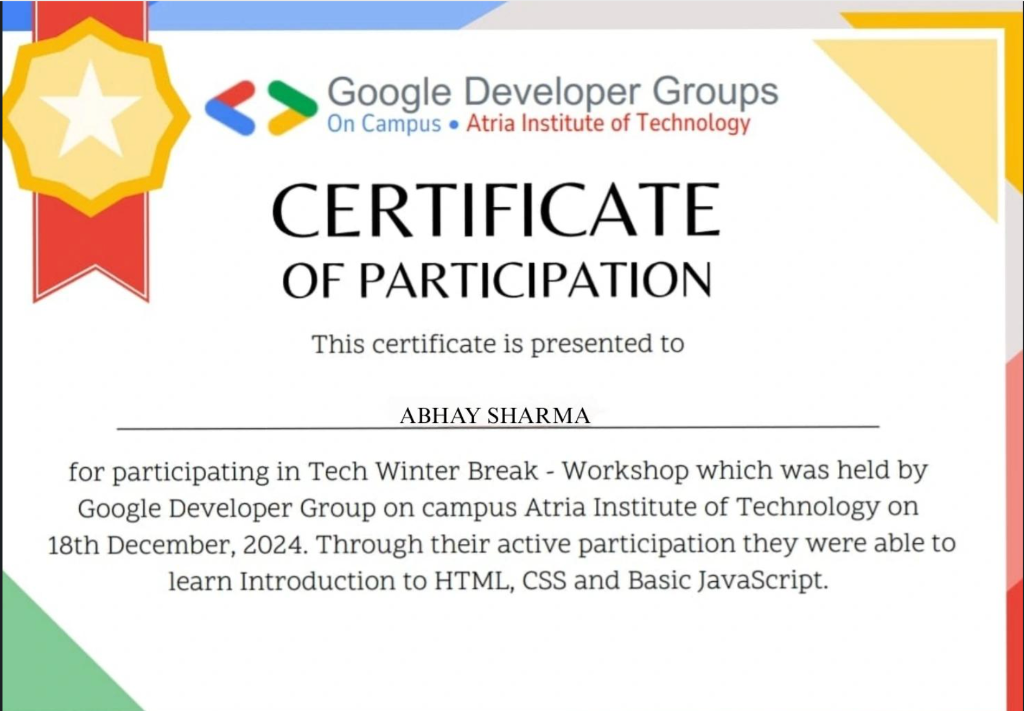 Google Developer Groups
On Campus • Atria Institute of Technology
CERTIFICATE
OF PARTICIPATION
This certificate is presented to
ABHAY SHARMA
for participating in Tech Winter Break - Workshop which was held by
Google Developer Group on campus Atria Institute of Technology on
18th December, 2024. Through their active participation they were able to
learn Introduction to HTML, CSS and Basic JavaScript.